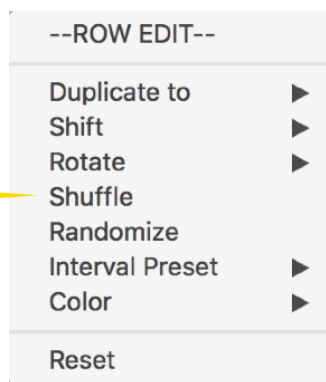 --ROW EDIT--
Duplicate to
Shift
Rotate
Shuffle
Randomize
Interval Preset
Color
Reset